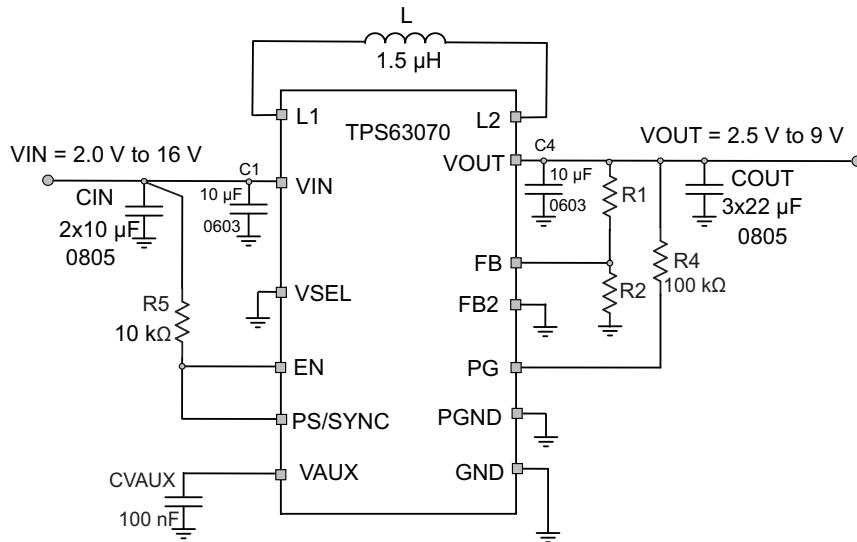 L
1.5 µH
L1
TPS63070
L2
VIN = 2.0 V to 16 V
VOUT = 2.5 V to 9 V
C1
VIN
C4
VOUT
CIN
2x10 µF
0805
10 µF
0603
10 µF
0603
R1
COUT
3x22 µF
0805
FB
R2
R4
100 kΩ
VSEL
FB2
R5
10 kΩ
EN
PG
PS/SYNC
PGND
CVAUX
100 nF
VAUX
GND